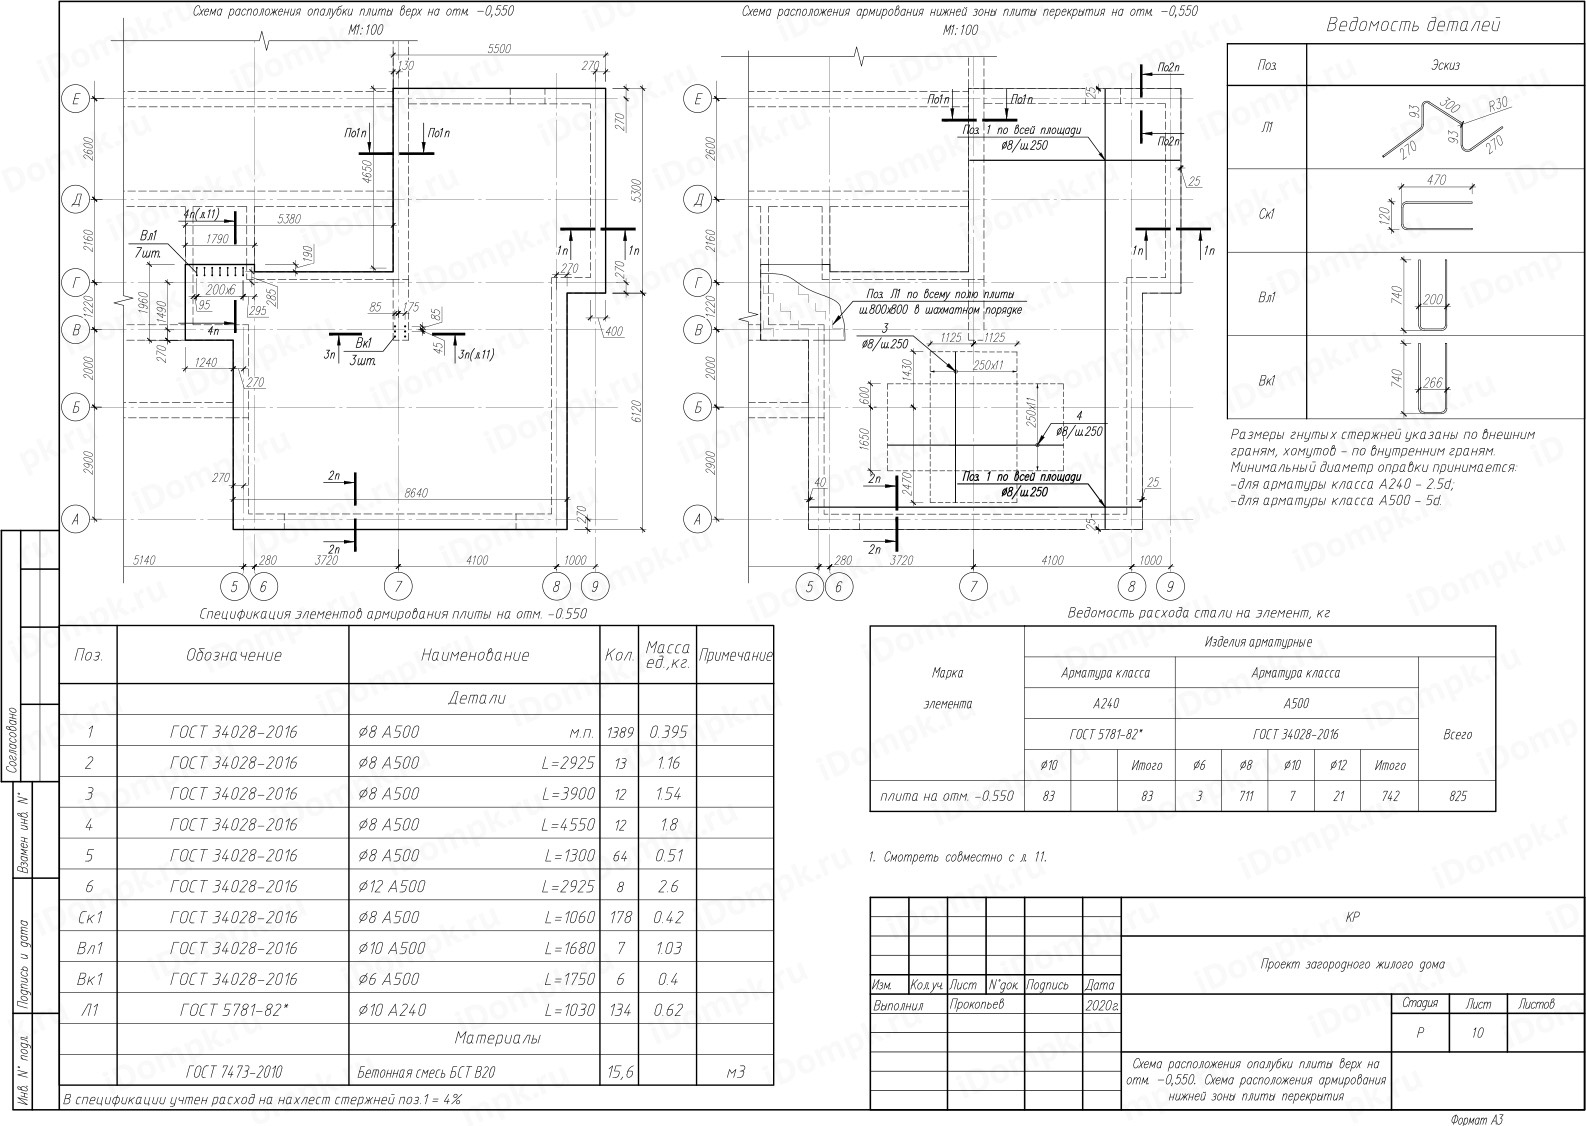 Схема расположения опалубки плиты верх на отм. -0,550
М1:100
5500
130
270
Е
Д
Г
В
Б
А
2600
2160
1220
2000
2900
По1п
По1п
4650
270
5300
4п(л.11)
5380
1790
190
Вл1
7шт.
200х6
95
285
295
1960
1490
270
4п
1240
270
85
175
85
45
3п
Вк1
3шт.
3п(л.11)
1п
1п
270
270
400
6120
270
2п
8640
270
2п
5140
280
3720
4100
1000
5
6
7
8
9
Схема расположения армирования нижней зоны плиты перекрытия на отм. -0,550
М1:100
Е
Д
Г
В
Б
А
2600
2160
1220
2000
2900
По1п
По1п
25
По2п
По2п
Поз. 1 по всей площади
ϕ8/ш.250
25
1п
1п
Поз. Л1 по всему полю плиты
ш.800х800 в шахматном порядке
3
ϕ8/ш.250
1125
1125
1430
250х11
600
250х11
1650
4
ϕ8/ш.250
2470
Поз. 1 по всей площади
ϕ8/ш.250
40
2п
25
25
2п
280
3720
4100
1000
5
6
7
8
9
Ведомость деталей
Поз.
Эскиз
Л1
93
300
R30
270
93
270
Ск1
470
120
Вл1
740
200
Вк1
740
266
Размеры гнутых стержней указаны по внешним
граням, хомутов – по внутренним граням.
Минимальный диаметр оправки принимается:
-для арматуры класса А240 – 2.5d;
-для арматуры класса А500 – 5d.
Спецификация элементов армирования плиты на отм. -0.550
Поз. Обозначение Наименование Кол. Масса ед.,кг. Примечание
Детали
1 ГОСТ 34028-2016 ϕ8 А500 м.п. 1389 0.395
2 ГОСТ 34028-2016 ϕ8 А500 L=2925 13 1.16
3 ГОСТ 34028-2016 ϕ8 А500 L=3900 12 1.54
4 ГОСТ 34028-2016 ϕ8 А500 L=4550 12 1.8
5 ГОСТ 34028-2016 ϕ8 А500 L=1300 64 0.51
6 ГОСТ 34028-2016 ϕ12 А500 L=2925 8 2.6
Ск1 ГОСТ 34028-2016 ϕ8 А500 L=1060 178 0.42
Вл1 ГОСТ 34028-2016 ϕ10 А500 L=1680 7 1.03
Вк1 ГОСТ 34028-2016 ϕ6 А500 L=1750 6 0.4
Л1 ГОСТ 5781-82* ϕ10 А240 L=1030 134 0.62
Материалы
ГОСТ 7473-2010 Бетонная смесь БСТ В20 15,6 м3
В спецификации учтен расход на нахлест стержней поз.1 = 4%
Ведомость расхода стали на элемент, кг
Марка элемента
Изделия арматурные
Арматура класса Арматура класса
А240 А500
ГОСТ 5781-82* ГОСТ 34028-2016 Всего
ϕ10 Итого ϕ6 ϕ8 ϕ10 ϕ12 Итого
плита на отм. -0.550 83 83 3 711 7 21 742 825
1. Смотреть совместно с л. 11.
Согласовано
Взамен инв. N°
Подпись и дата
Инв. N° подл.
КР
Проект загородного жилого дома
Изм. Кол.уч. Лист N°док. Подпись Дата
Выполнил Прокопьев 2020г.
Стадия Лист Листов
Р 10
Схема расположения опалубки плиты верх на
отм. -0,550. Схема расположения армирования
нижней зоны плиты перекрытия
Формат А3
iDompk.ru